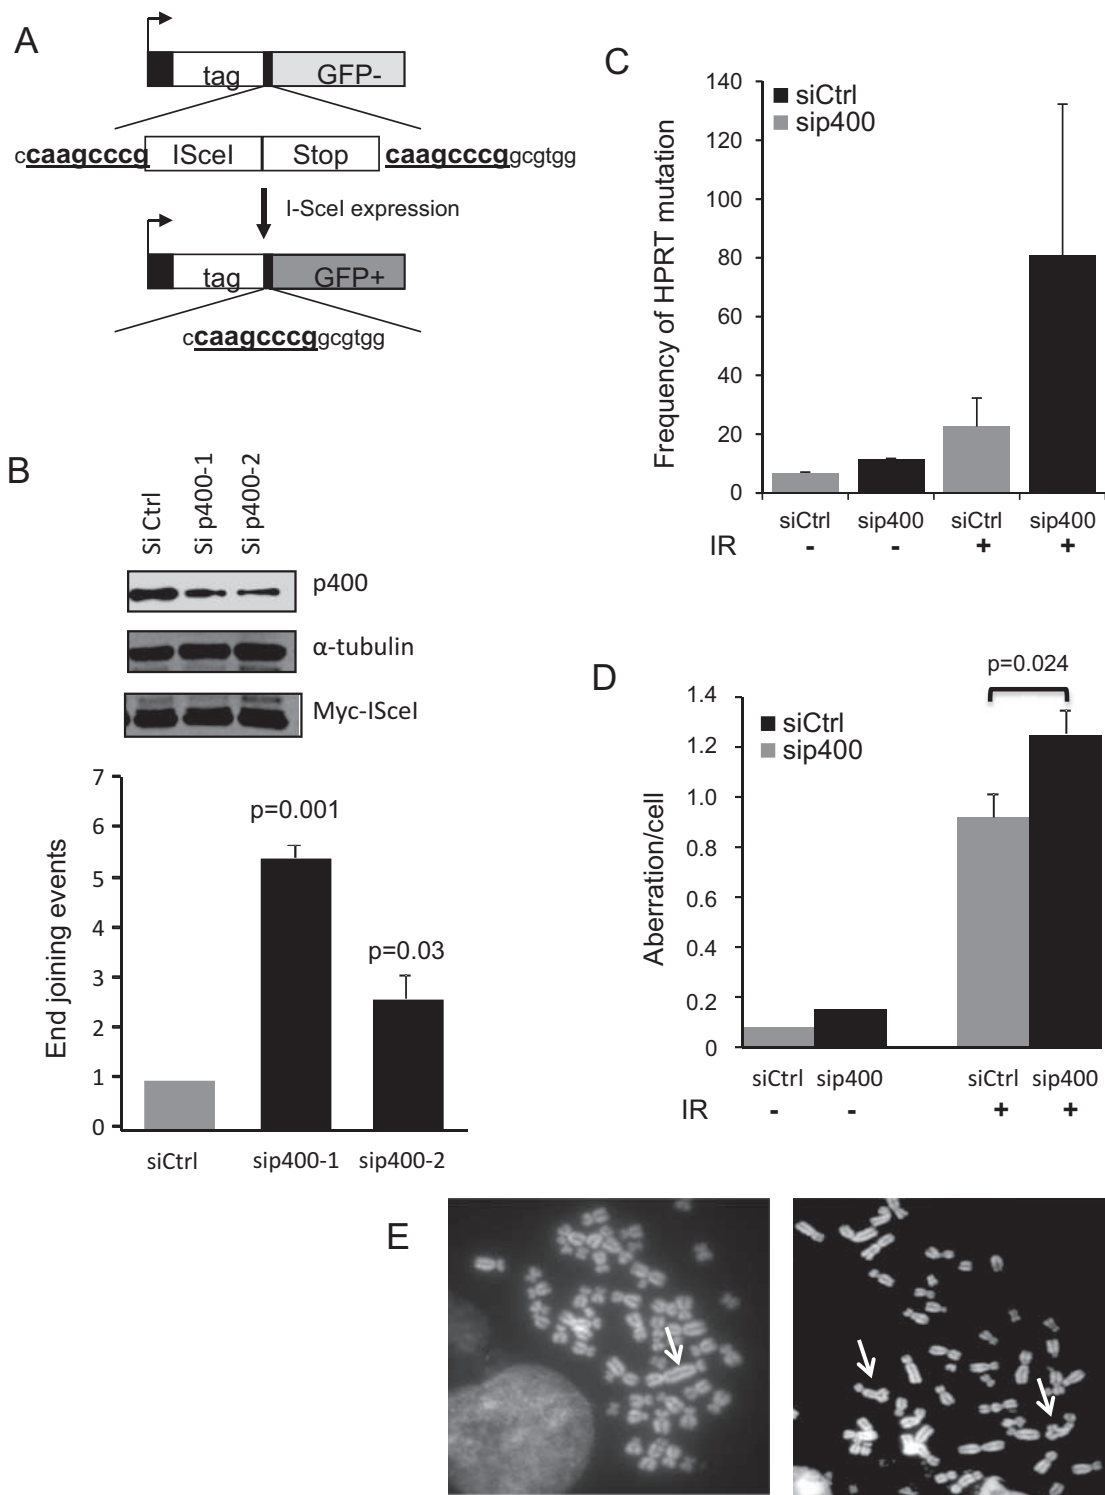 A
tag
GFP-
ccaagcccg ISceI Stop caagcccggcgtgg
I-SceI expression
tag
GFP+
ccaagcccggcgtgg
B
Si Ctrl
Si p400-1
Si p400-2
p400
α-tubulin
Myc-ISceI
End joining events
7
6
5
4
3
2
1
0
p=0.001
p=0.03
siCtrl sip400-1 sip400-2
C
Frequency of HPRT mutation
140
120
100
80
60
40
20
0
siCtrl
sip400
siCtrl sip400 siCtrl sip400
IR - - + +
D
Aberration/cell
1.4
1.2
1.0
0.8
0.6
0.4
0.2
0
siCtrl
sip400
p=0.024
siCtrl sip400 siCtrl sip400
IR - - + +
E